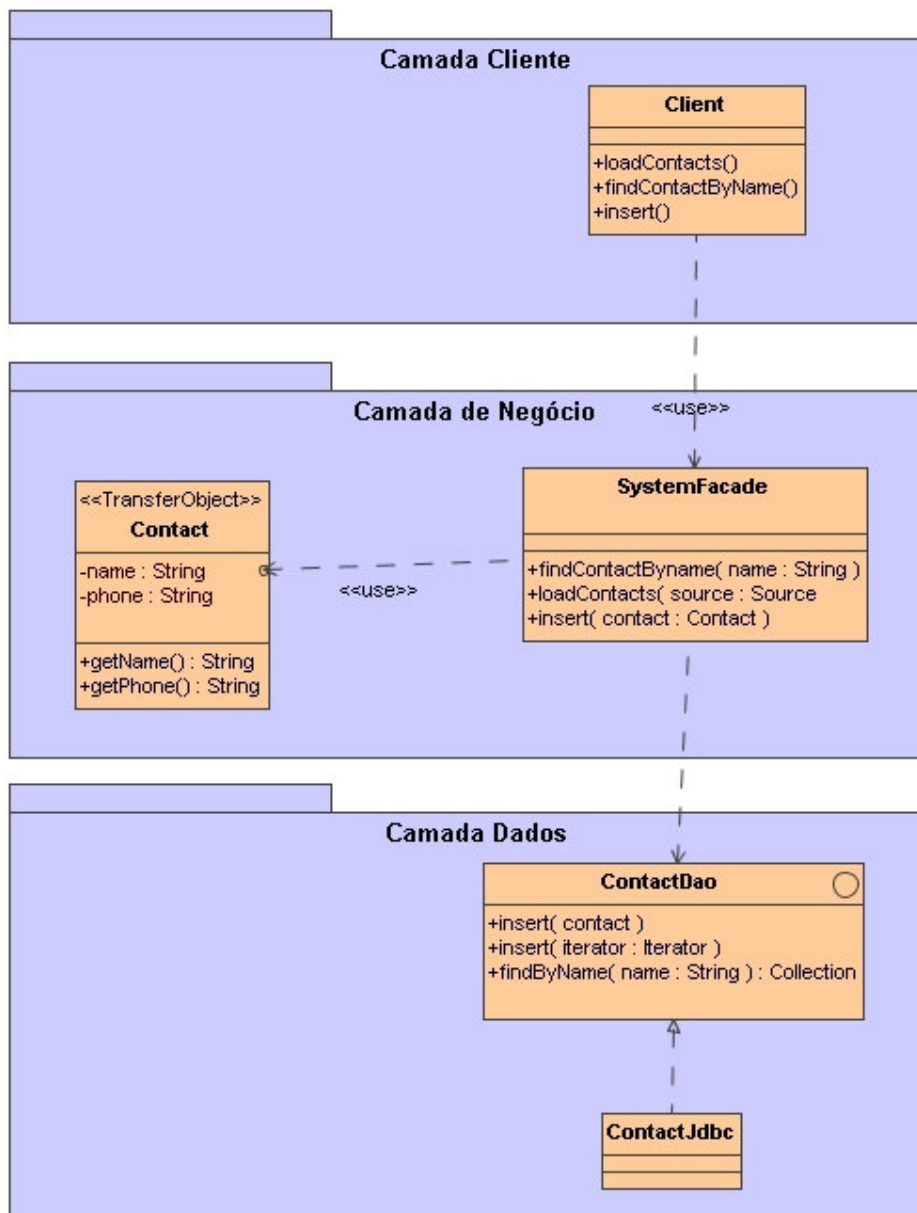 Camada Cliente
Client
+loadContacts()
+findContactByName()
+insert()
Camada de Negócio
<<use>>
<<TransferObject>>
Contact
-name : String
-phone : String
+getName() : String
+getPhone() : String
<<use>>
SystemFacade
+findContactByname( name : String )
+loadContacts( source : Source
+insert( contact : Contact )
Camada Dados
ContactDao
+insert( contact )
+insert( iterator : Iterator )
+findByName( name : String ) : Collection
ContactJdbc